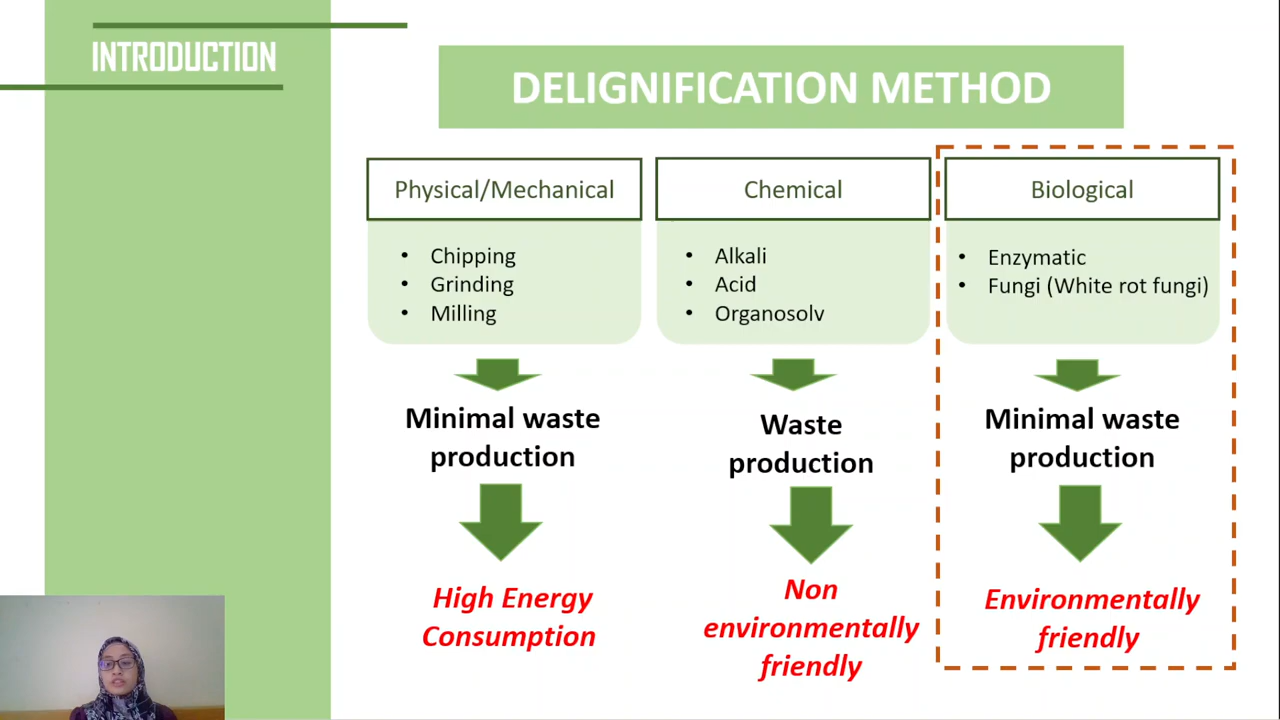 INTRODUCTION
DELIGNIFICATION METHOD
Physical/Mechanical
• Chipping
• Grinding
• Milling
Minimal waste
production
High Energy
Consumption
Chemical
• Alkali
• Acid
• Organosolv
Waste
production
Non
environmentally
friendly
Biological
• Enzymatic
• Fungi (White rot fungi)
Minimal waste
production
Environmentally
friendly